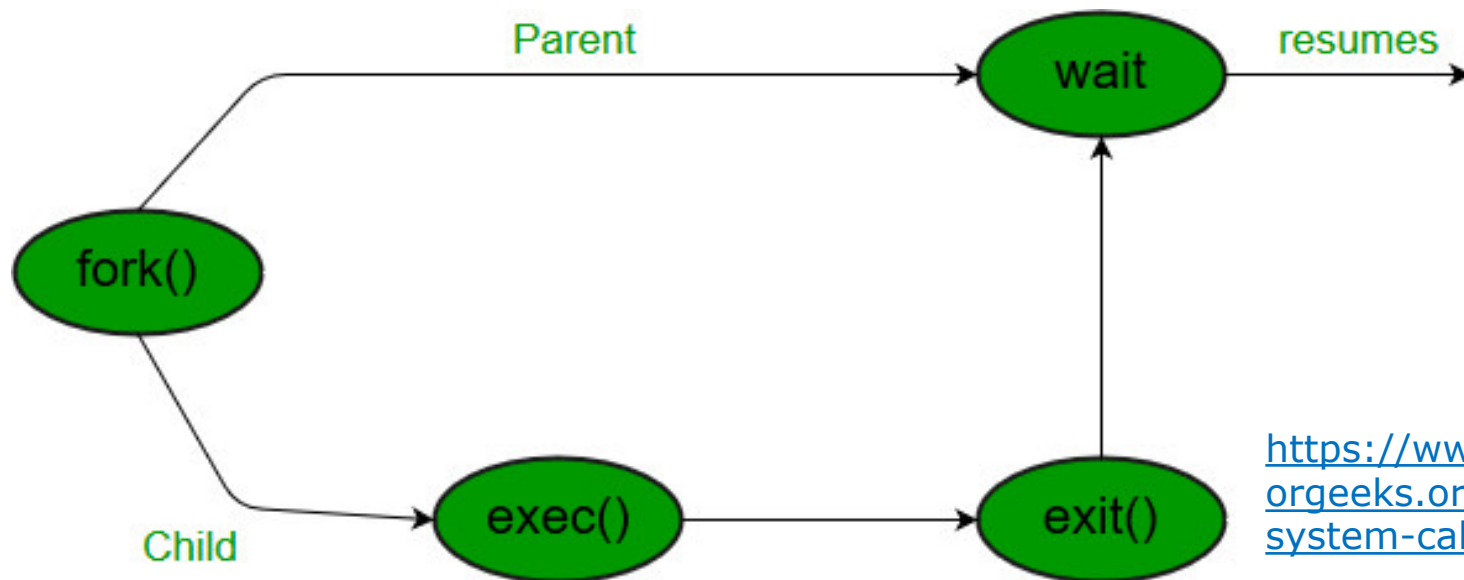 Parent
resumes
wait
fork()
exec()
exit()
Child
https://ww
orgeeks.or
system-cal